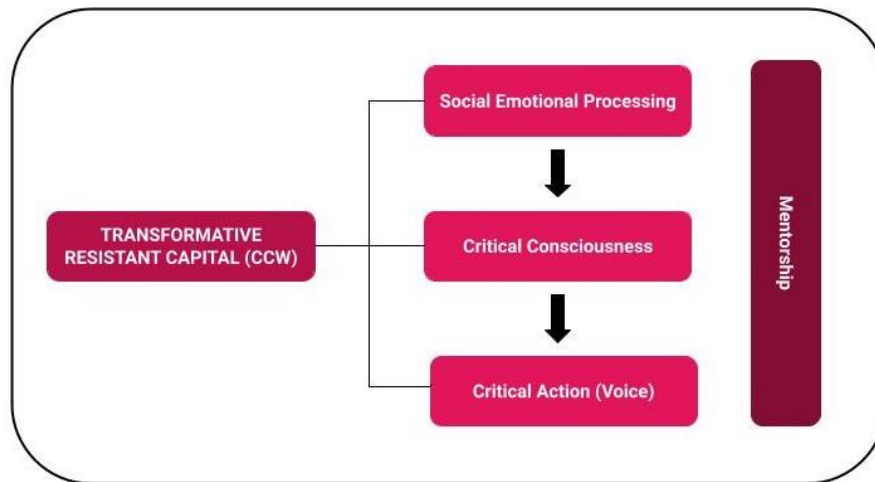 Social Emotional Processing
TRANSFORMATIVE
RESISTANT CAPITAL (CCW)
Critical Consciousness
Critical Action (Voice)
Mentorship